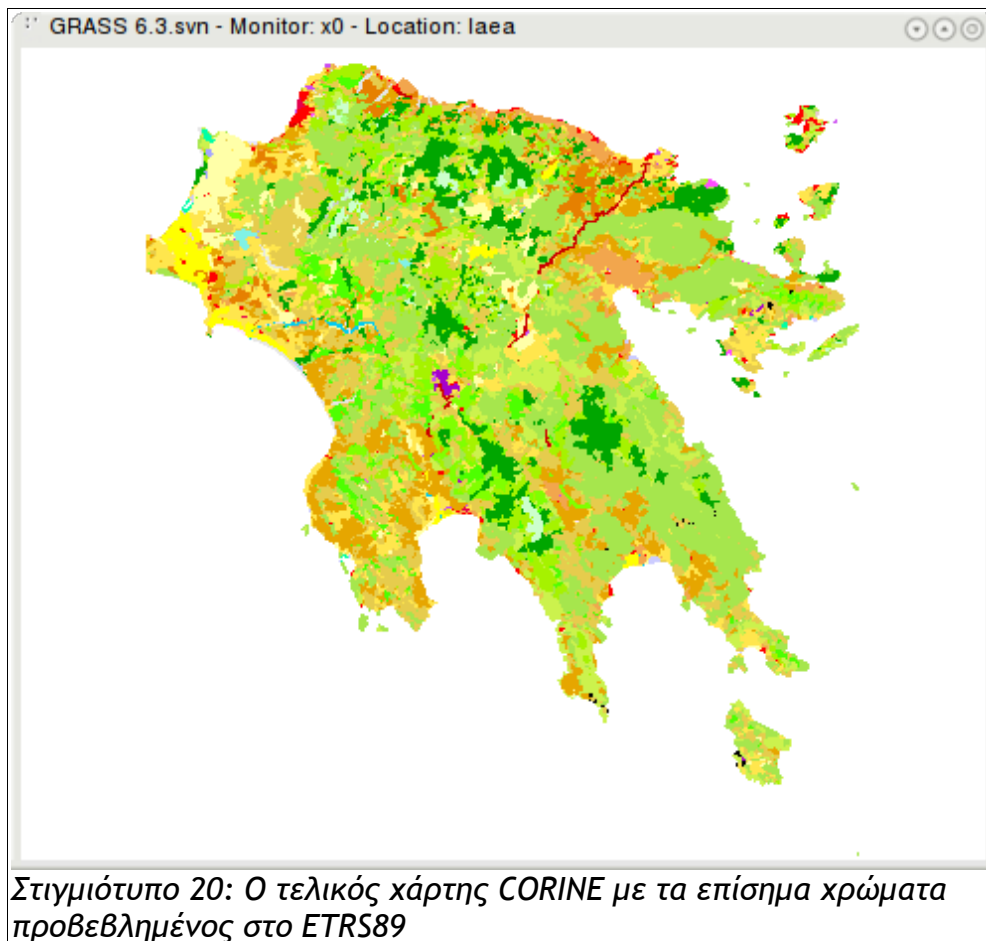 GRASS 6.3.svn - Monitor: x0 - Location: laea
Στιγμιότυπο 20: Ο τελικός χάρτης CORINE με τα επίσημα χρώματα
προβεβλημένος στο ETRS89